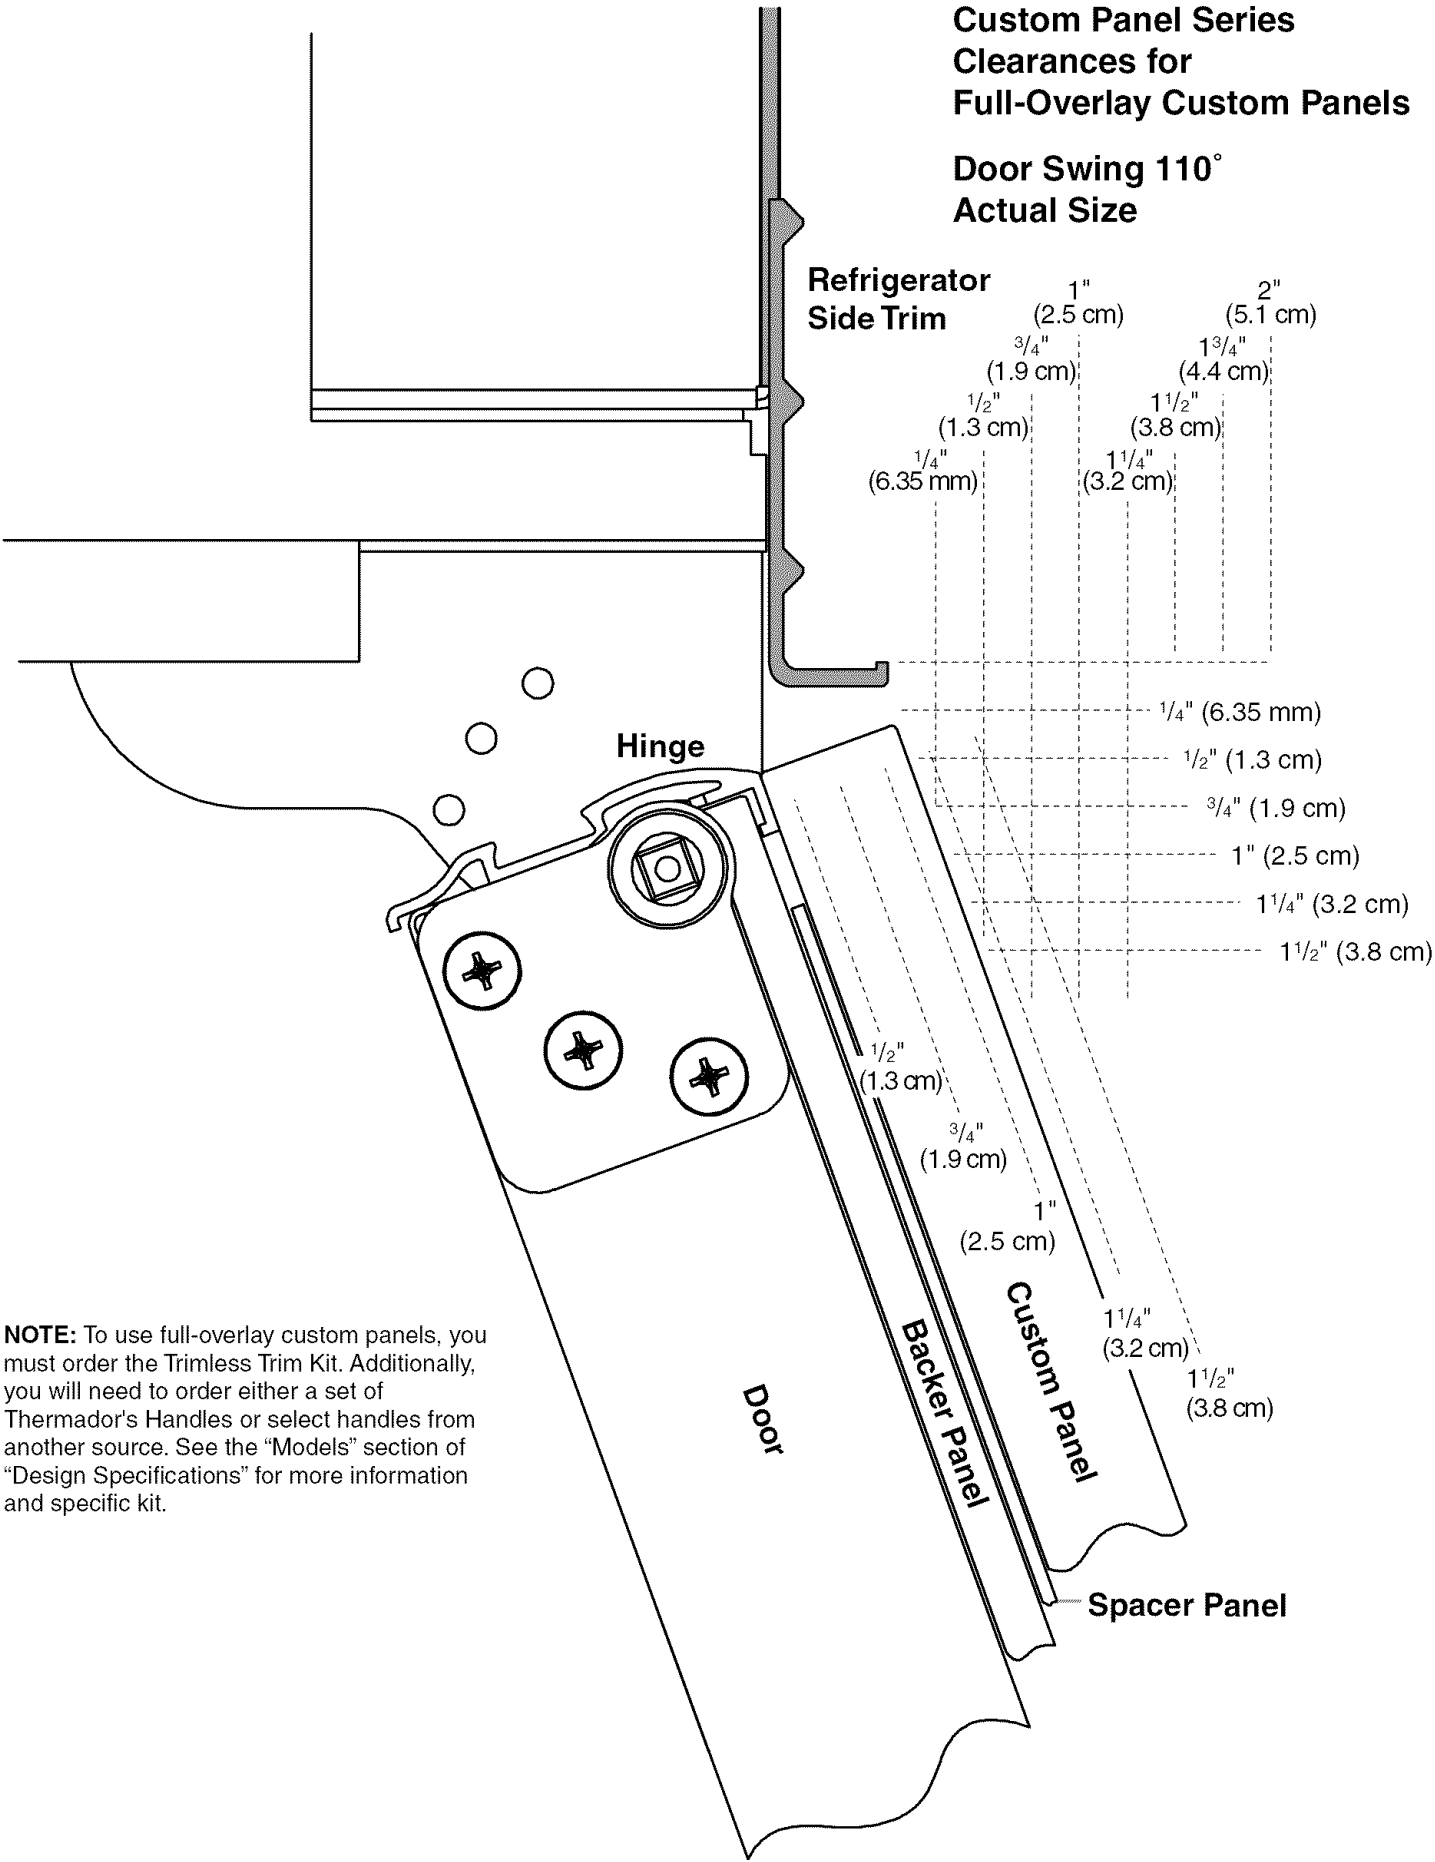 Custom Panel Series
Clearances for
Full-Overlay Custom Panels
Door Swing 110°
Actual Size
Refrigerator
Side Trim
1"
(2.5 cm)
2"
(5.1 cm)
3/4"
(1.9 cm)
1 3/4"
(4.4 cm)
1/2"
(1.3 cm)
1 1/2"
(3.8 cm)
1/4"
(6.35 mm)
1 1/4"
(3.2 cm)
1/4" (6.35 mm)
Hinge
1/2" (1.3 cm)
3/4" (1.9 cm)
1" (2.5 cm)
1 1/4" (3.2 cm)
1 1/2" (3.8 cm)
1/2"
(1.3 cm)
3/4"
(1.9 cm)
1"
(2.5 cm)
1 1/4"
(3.2 cm)
1 1/2"
(3.8 cm)
Door
Backer Panel
Custom Panel
Spacer Panel
NOTE: To use full-overlay custom panels, you
must order the Trimless Trim Kit. Additionally,
you will need to order either a set of
Thermador's Handles or select handles from
another source. See the “Models” section of
“Design Specifications” for more information
and specific kit.